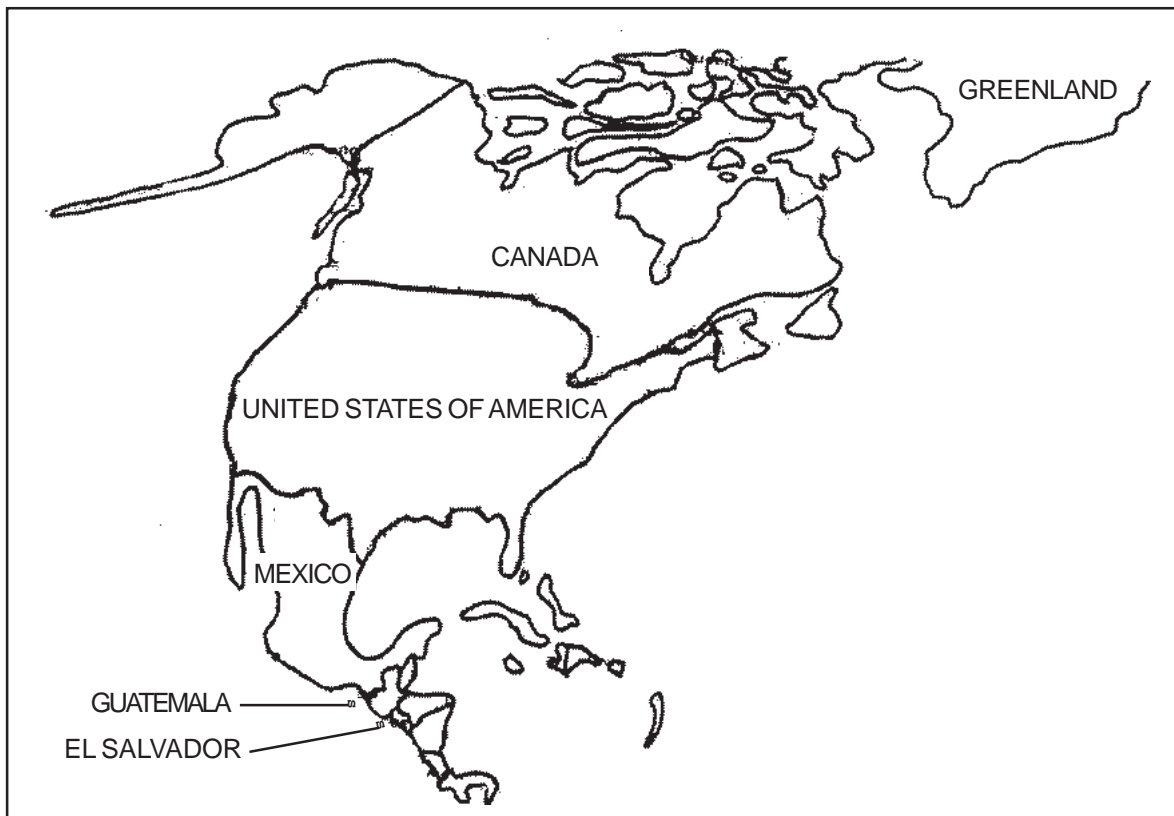 GREENLAND
CANADA
UNITED STATES OF AMERICA
MEXICO
GUATEMALA
EL SALVADOR